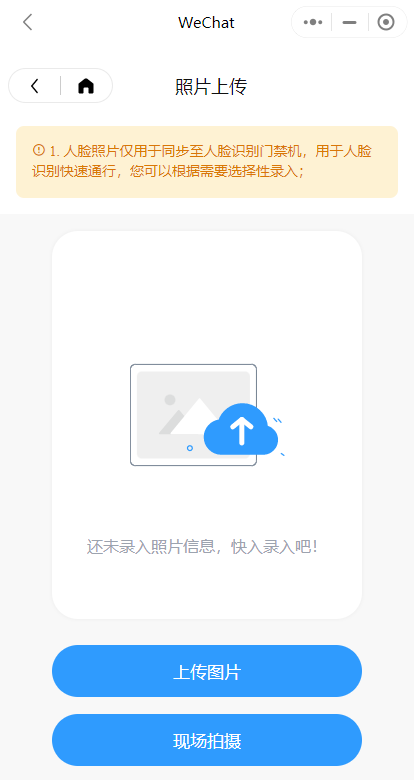 WeChat
照片上传
1. 人脸照片仅用于同步至人脸识别门禁机，用于人脸
识别快速通行，您可以根据需要选择性录入；
还未录入照片信息，快入录入吧！
上传图片
现场拍摄